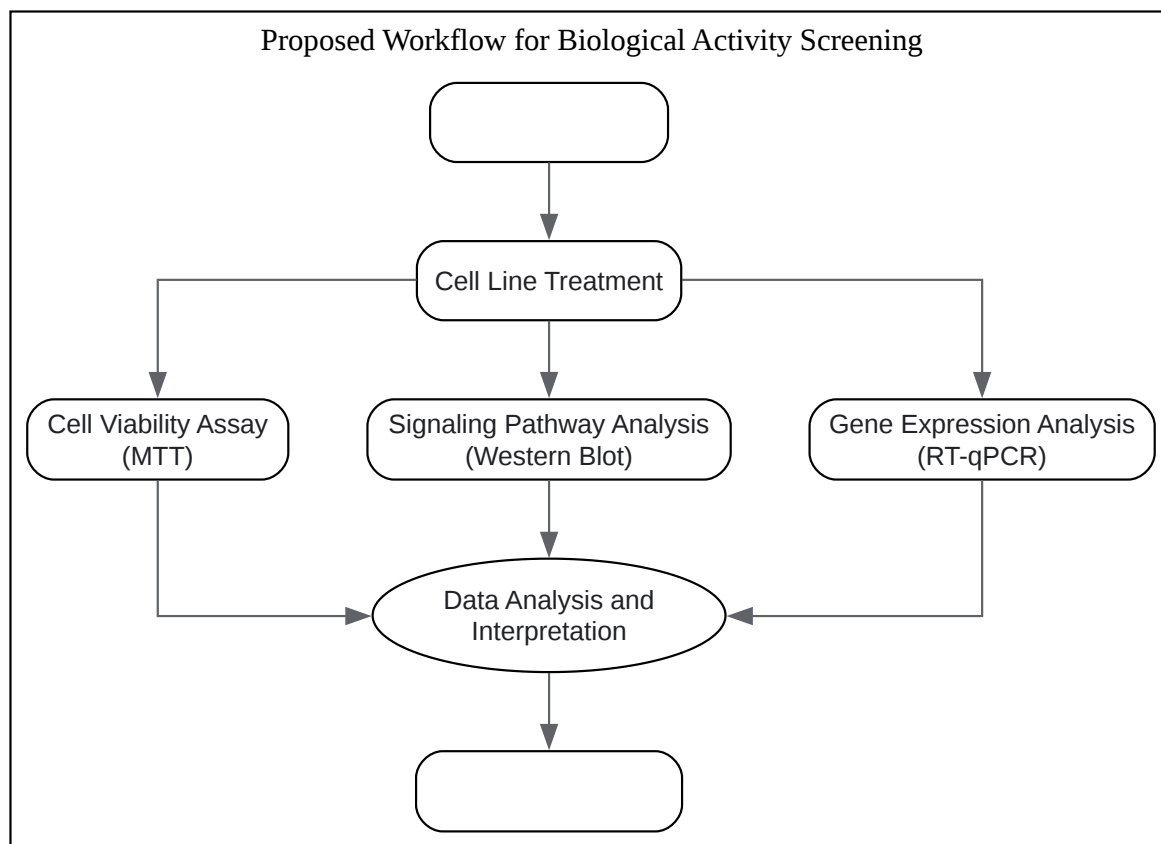 Proposed Workflow for Biological Activity Screening
Cell Line Treatment
Cell Viability Assay
(MTT)
Signaling Pathway Analysis
(Western Blot)
Gene Expression Analysis
(RT-qPCR)
Data Analysis and
Interpretation